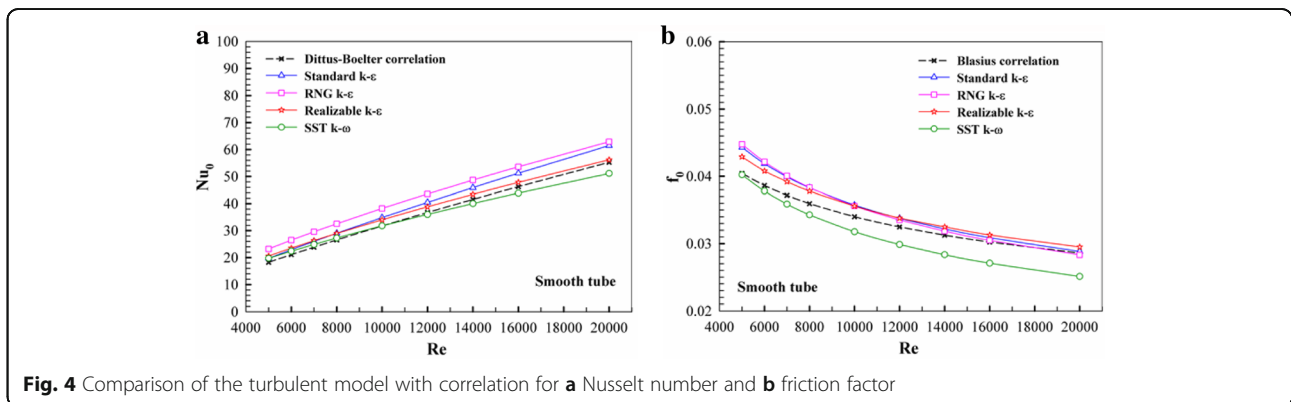 a
100
90
80
70
60
50
40
30
20
10
0
Nu0
Dittus-Boelter correlation
Standard k-ε
RNG k-ε
Realizable k-ε
SST k-ω
Smooth tube
4000 6000 8000 10000 12000 14000 16000 18000 20000
Re
b
0.06
0.05
0.04
0.03
0.02
f0
Blasius correlation
Standard k-ε
RNG k-ε
Realizable k-ε
SST k-ω
Smooth tube
4000 6000 8000 10000 12000 14000 16000 18000 20000
Re
Fig. 4 Comparison of the turbulent model with correlation for a Nusselt number and b friction factor